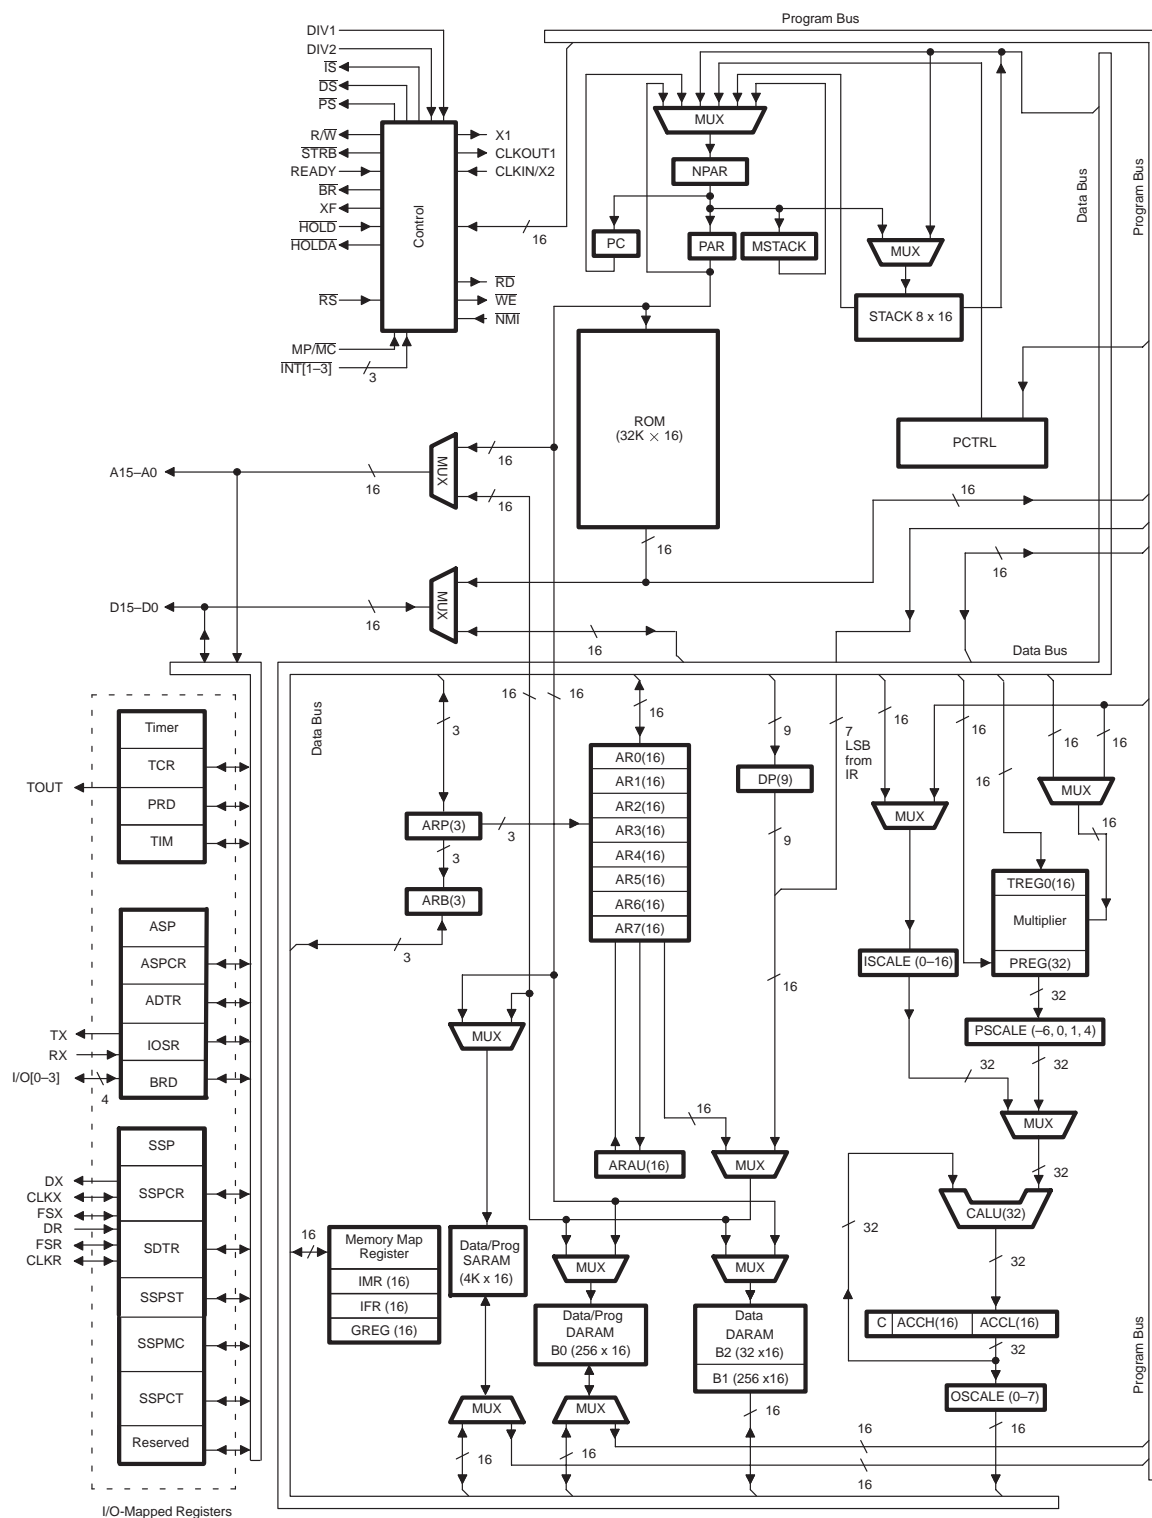 Program Bus
DIV1
DIV2
IS
DS
PS
R/W
STRB
READY
BR
XF
HOLD
HOLDA
RS
MP/MC
INT[1–3]
3
Control
X1
CLKOUT1
CLKIN/X2
16
RD
WE
NMI
MUX
NPAR
PC
PAR
MSTACK
MUX
STACK 8 x 16
Data Bus
Program Bus
ROM
(32K × 16)
PCTRL
A15–A0
16
MUX
16
16
16
16
16
D15–D0
16
MUX
16
Data Bus
16
16
Data Bus
3
16
9
7
LSB
from
IR
16
16
16
16
16
Timer
TCR
TOUT
PRD
TIM
ARP(3)
3
3
ARB(3)
3
AR0(16)
AR1(16)
AR2(16)
AR3(16)
AR4(16)
AR5(16)
AR6(16)
AR7(16)
DP(9)
9
16
MUX
MUX
16
TREG0(16)
Multiplier
PREG(32)
ISCALE (0–16)
32
PSCALE (–6, 0, 1, 4)
32
32
MUX
32
ASP
ASPCR
ADTR
TX
RX
IOSR
I/O[0–3]
4
BRD
MUX
16
ARAU(16)
MUX
SSP
DX
CLKX
FSX
DR
FSR
CLKR
SSPCR
SDTR
SSPST
SSPMC
SSPCT
Reserved
I/O-Mapped Registers
16
Memory Map
Register
IMR (16)
IFR (16)
GREG (16)
Data/Prog
SARAM
(4K x 16)
MUX
Data/Prog
DARAM
B0 (256 x 16)
MUX
Data
DARAM
B2 (32 x16)
B1 (256 x16)
CALU(32)
32
32
C
ACCH(16)
ACCL(16)
32
OSCALE (0–7)
16
MUX
MUX
16
16
16
16
16
Program Bus